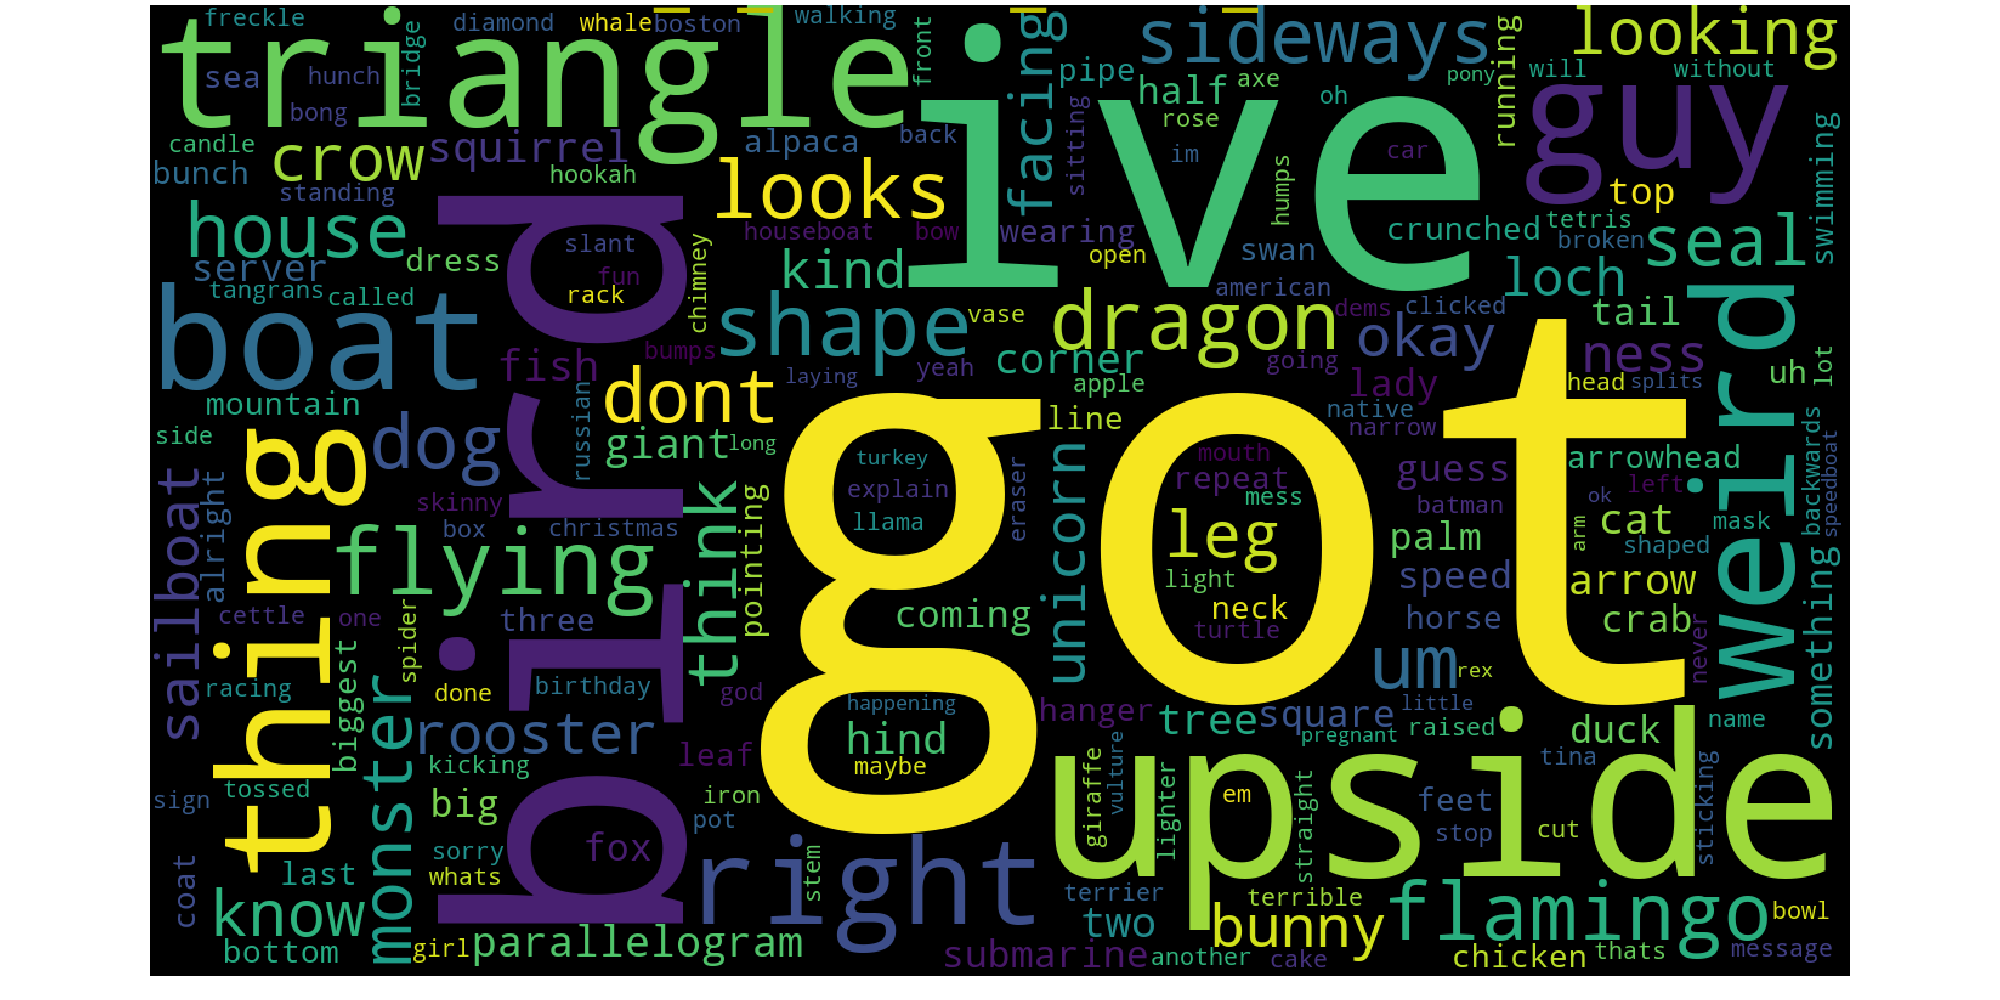 freckle
diamond
whale
boston
walking
sideways
looking
triangle
ive
guy
sea
hunch
bridge
front
facing
pipe
half
axe
pony
will
without
running
bong
rose
oh
candle
crow
squirrel
alpaca
back
sitting
im
car
swimming
bunch
standing
hookah
looks
humps
top
house
slant
houseboat
bow
wearing
swan
crunched
tetris
broken
seal
server
dress
fun
chimney
kind
open
american
loch
tangrans
called
rack
bird
boat
shape
vase
dragon
dems
clicked
okay
tail
weird
fish
bumps
corner
going
ness
uh
lot
mountain
russian
dont
laying
yeah
apple
lady
head
splits
side
thing
dog
giant
long
line
native
narrow
got
sailboat
alright
skinny
turkey
explain
llama
eraser
unicorn
mouth
repeat
mess
guess
batman
arrowhead
ok
left
backwards
speedboat
box
christmas
flying
think
pointing
leg
light
palm
cat
arm
mask
shaped
cettle
one
spider
three
coming
neck
turtle
speed
horse
arrow
crab
something
never
racing
biggest
monster
done
birthday
god
happening
um
rex
little
rooster
hind
maybe
hanger
tree
square
pregnant
raised
duck
name
sign
tossed
kicking
leaf
upside
tina
big
iron
pot
giraffe
vulture
lighter
em
straight
feet
stop
cut
sticking
coat
last
sorry
whats
fox
stem
right
know
terrier
two
terrible
bunny
flamingo
bowl
bottom
girl
parallelogram
submarine
another
cake
chicken
thats
message